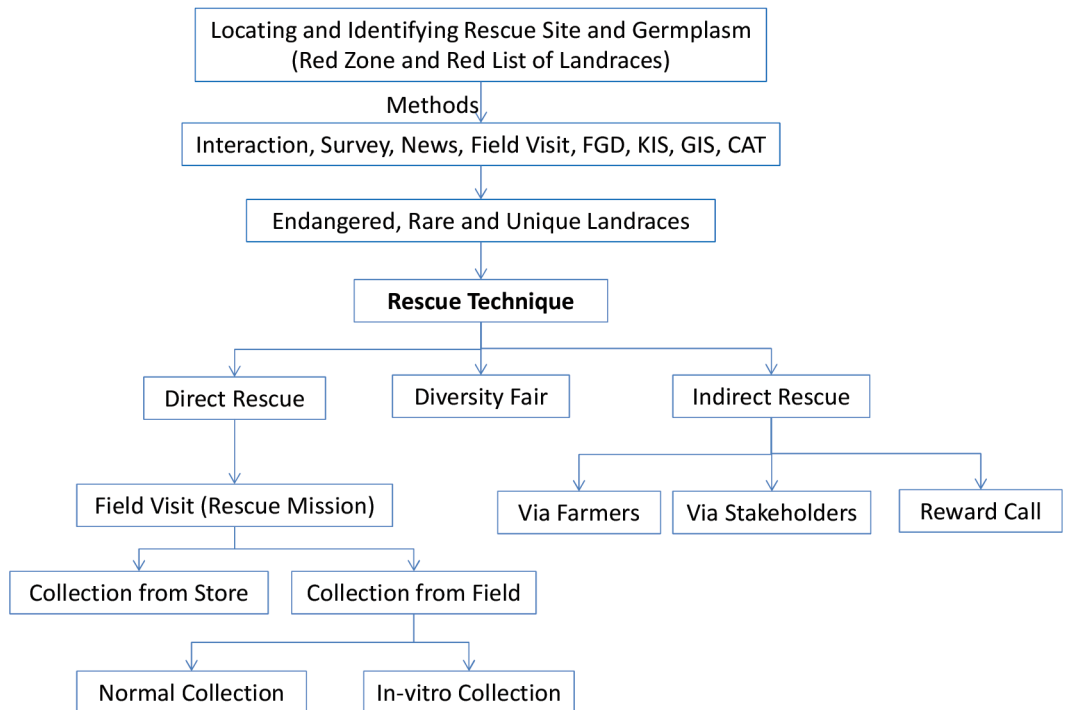 Locating and Identifying Rescue Site and Germplasm
(Red Zone and Red List of Landraces)
Methods
Interaction, Survey, News, Field Visit, FGD, KIS, GIS, CAT
Endangered, Rare and Unique Landraces
Rescue Technique
Direct Rescue
Diversity Fair
Indirect Rescue
Field Visit (Rescue Mission)
Via Farmers
Via Stakeholders
Reward Call
Collection from Store
Collection from Field
Normal Collection
In-vitro Collection